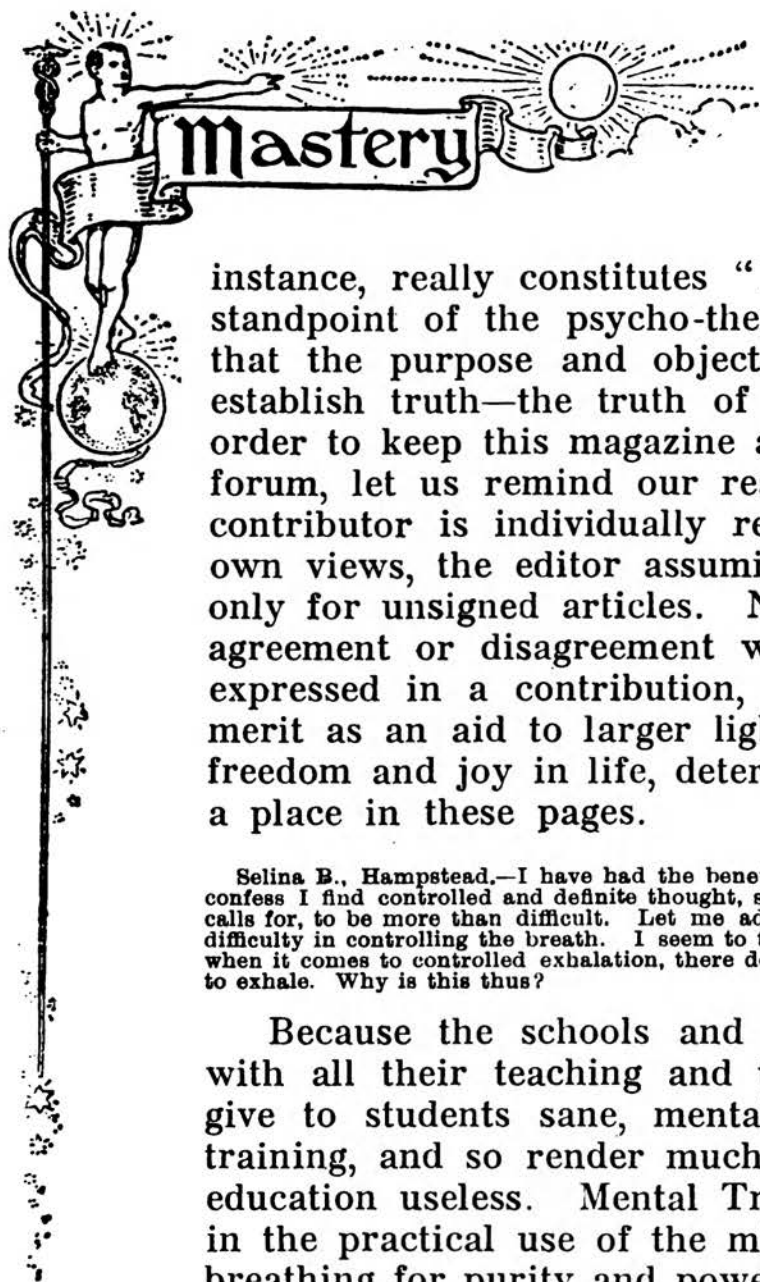 Mastery
instance, really constitutes “
standpoint of the psycho-the
that the purpose and object
establish truth—the truth of
order to keep this magazine a
forum, let us remind our re
contributor is individually re
own views, the editor assumi
only for unsigned articles. N
agreement or disagreement w
expressed in a contribution,
merit as an aid to larger lig
freedom and joy in life, deter
a place in these pages.
Selina B., Hampstead.—I have had the bene
confess I find controlled and definite thought, s
calls for, to be more than difficult. Let me ad
difficulty in controlling the breath. I seem to t
when it comes to controlled exhalation, there d
to exhale. Why is this thus?
Because the schools and
with all their teaching and
give to students sane, menta
training, and so render much
education useless. Mental Tr
in the practical use of the m
breathing for purity and powe